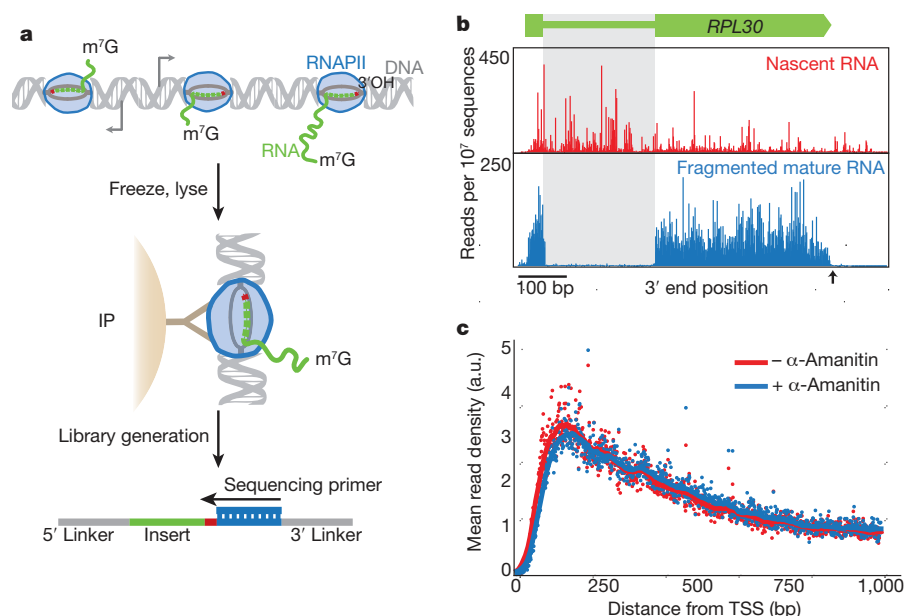 a
m⁷G
RNAPII
DNA
3′OH
m⁷G
RNA
m⁷G
Freeze, lyse
IP
m⁷G
Library generation
Sequencing primer
5′ Linker
Insert
3′ Linker
b
RPL30
450
Nascent RNA
250
Fragmented mature RNA
Reads per 10⁷ sequences
100 bp
3′ end position
c
5
4
3
2
1
0
Mean read density (a.u.)
– α-Amanitin
+ α-Amanitin
0 250 500 750 1,000
Distance from TSS (bp)